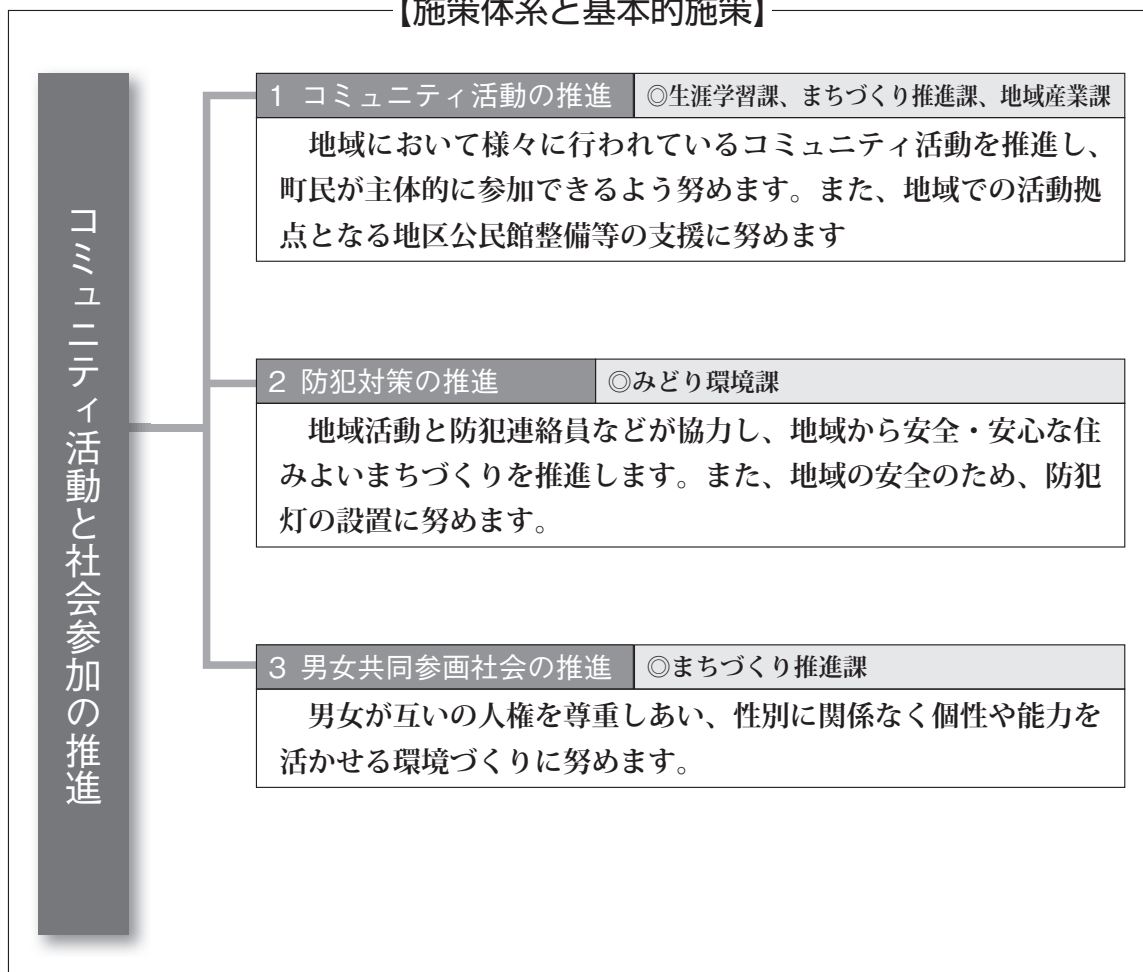 【施策体系と基本的施策】
コミュニティ活動と社会参加の推進
1 コミュニティ活動の推進 ◎生涯学習課、まちづくり推進課、地域産業課
地域において様々に行われているコミュニティ活動を推進し、
町民が主体的に参加できるよう努めます。また、地域での活動拠
点となる地区公民館整備等の支援に努めます
2 防犯対策の推進 ◎みどり環境課
地域活動と防犯連絡員などが協力し、地域から安全・安心な住
みよいまちづくりを推進します。また、地域の安全のため、防犯
灯の設置に努めます。
3 男女共同参画社会の推進 ◎まちづくり推進課
男女が互いの人権を尊重しあい、性別に関係なく個性や能力を
活かせる環境づくりに努めます。